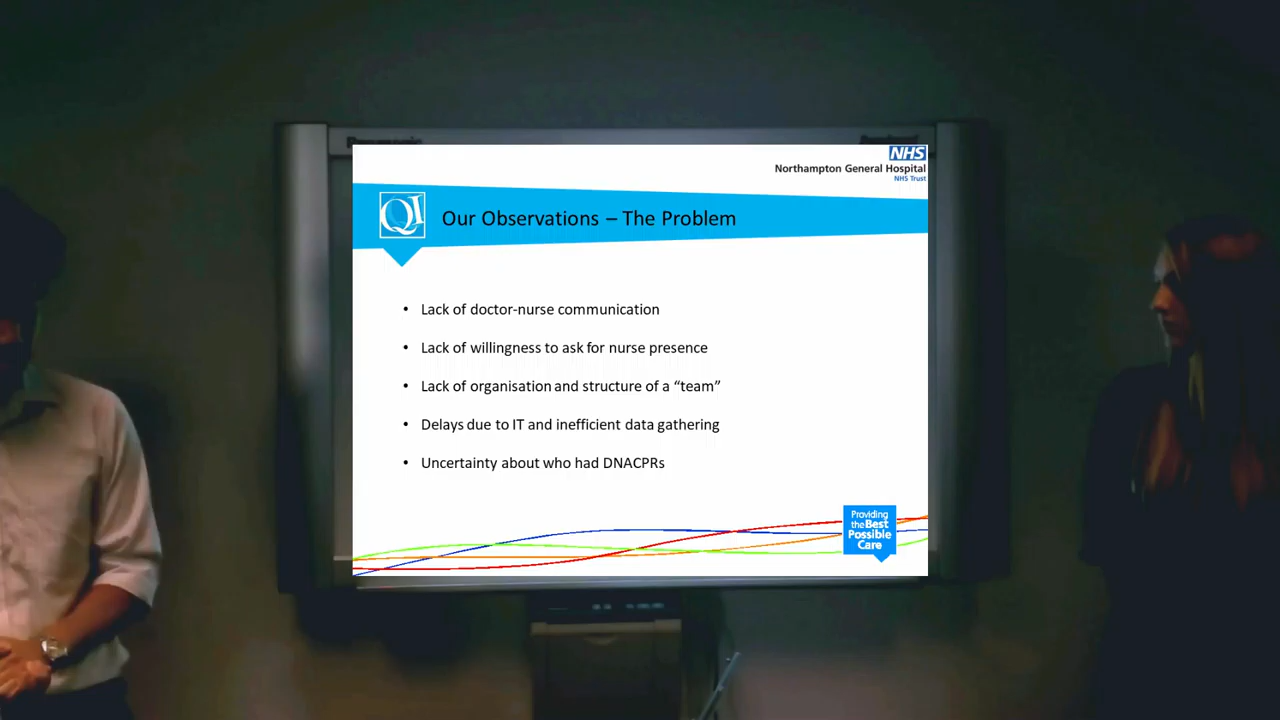 NHS
Northampton General Hospital
NHS Trust
QI
Our Observations – The Problem
• Lack of doctor-nurse communication
• Lack of willingness to ask for nurse presence
• Lack of organisation and structure of a “team”
• Delays due to IT and inefficient data gathering
• Uncertainty about who had DNACPRs
Providing
the Best
Possible
Care